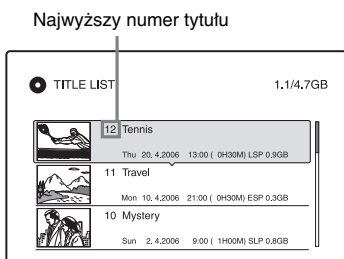 Najwyższy numer tytułu
TITLE LIST 1.1/4.7GB
12 Tennis
Thu 20.4.2006 13:00 ( 0H30M) LSP 0.9GB
11 Travel
Mon 10.4.2006 21:00 ( 0H30M) ESP 0.3GB
10 Mystery
Sun 2.4.2006 9:00 ( 1H00M) SLP 0.8GB